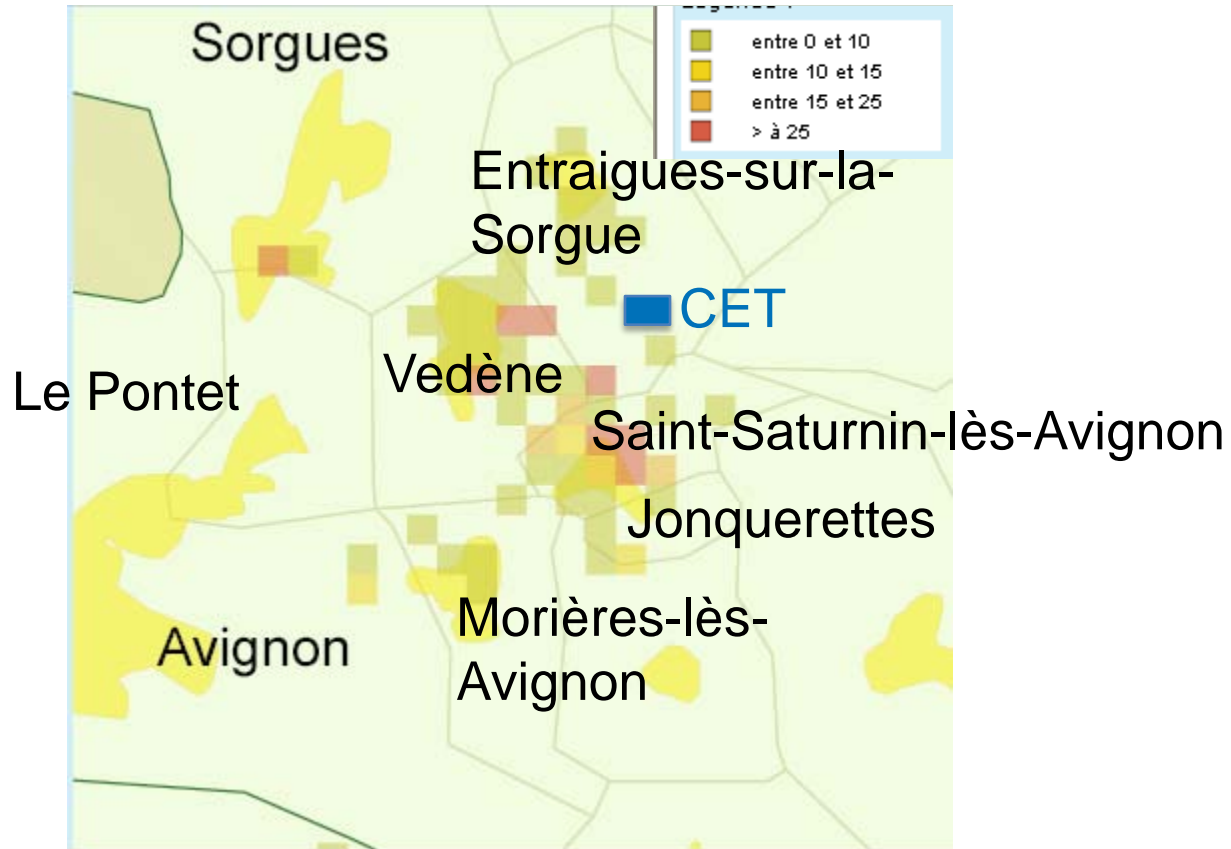 Sorgues
entre 0 et 10
entre 10 et 15
entre 15 et 25
> à 25
Entraigues-sur-la-
Sorgue
CET
Vedène
Le Pontet
Saint-Saturnin-lès-Avignon
Jonquerettes
Morières-lès-
Avignon
Avignon